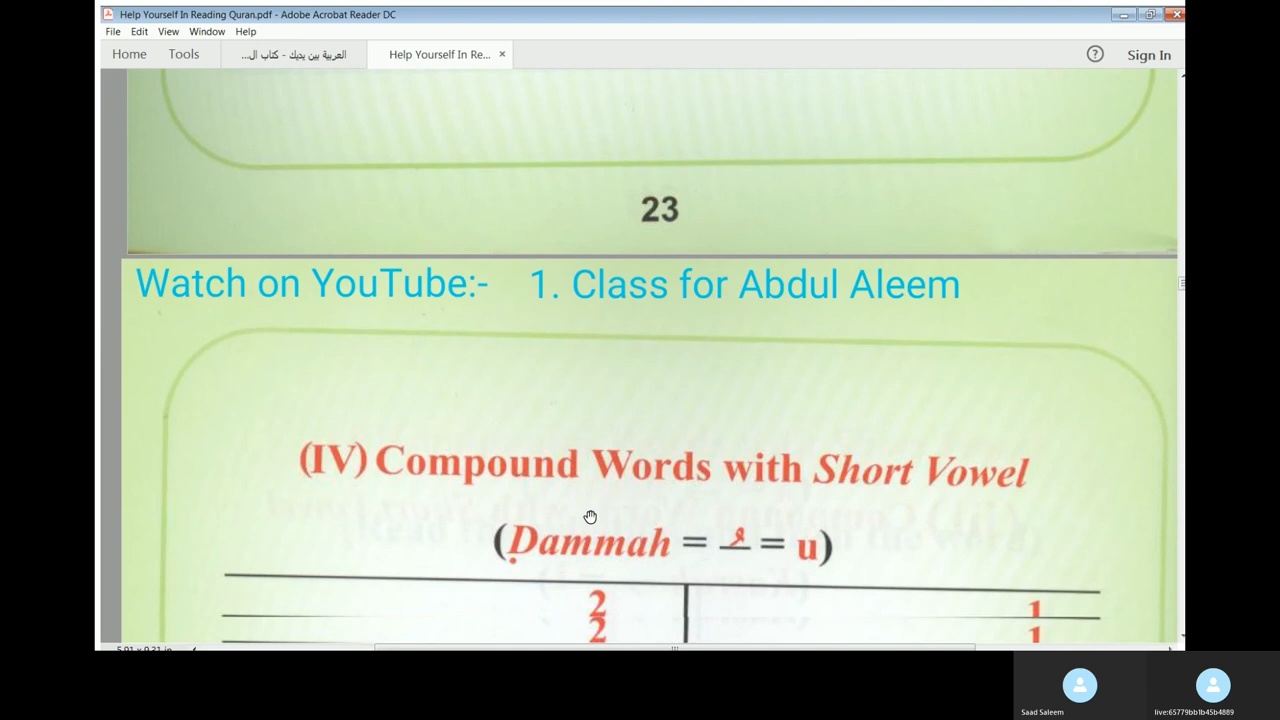 Help Yourself In Reading Quran.pdf - Adobe Acrobat Reader DC
File Edit View Window Help
Home Tools العربية بين يديك - كتاب ال... Help Yourself In Re... × ? Sign In
23
Watch on YouTube:- 1. Class for Abdul Aleem
(IV) Compound Words with Short Vowel
(Ḍammah = ـُ = u)
2 1
2 1
Saad Saleem live:65779bb1b45b4889